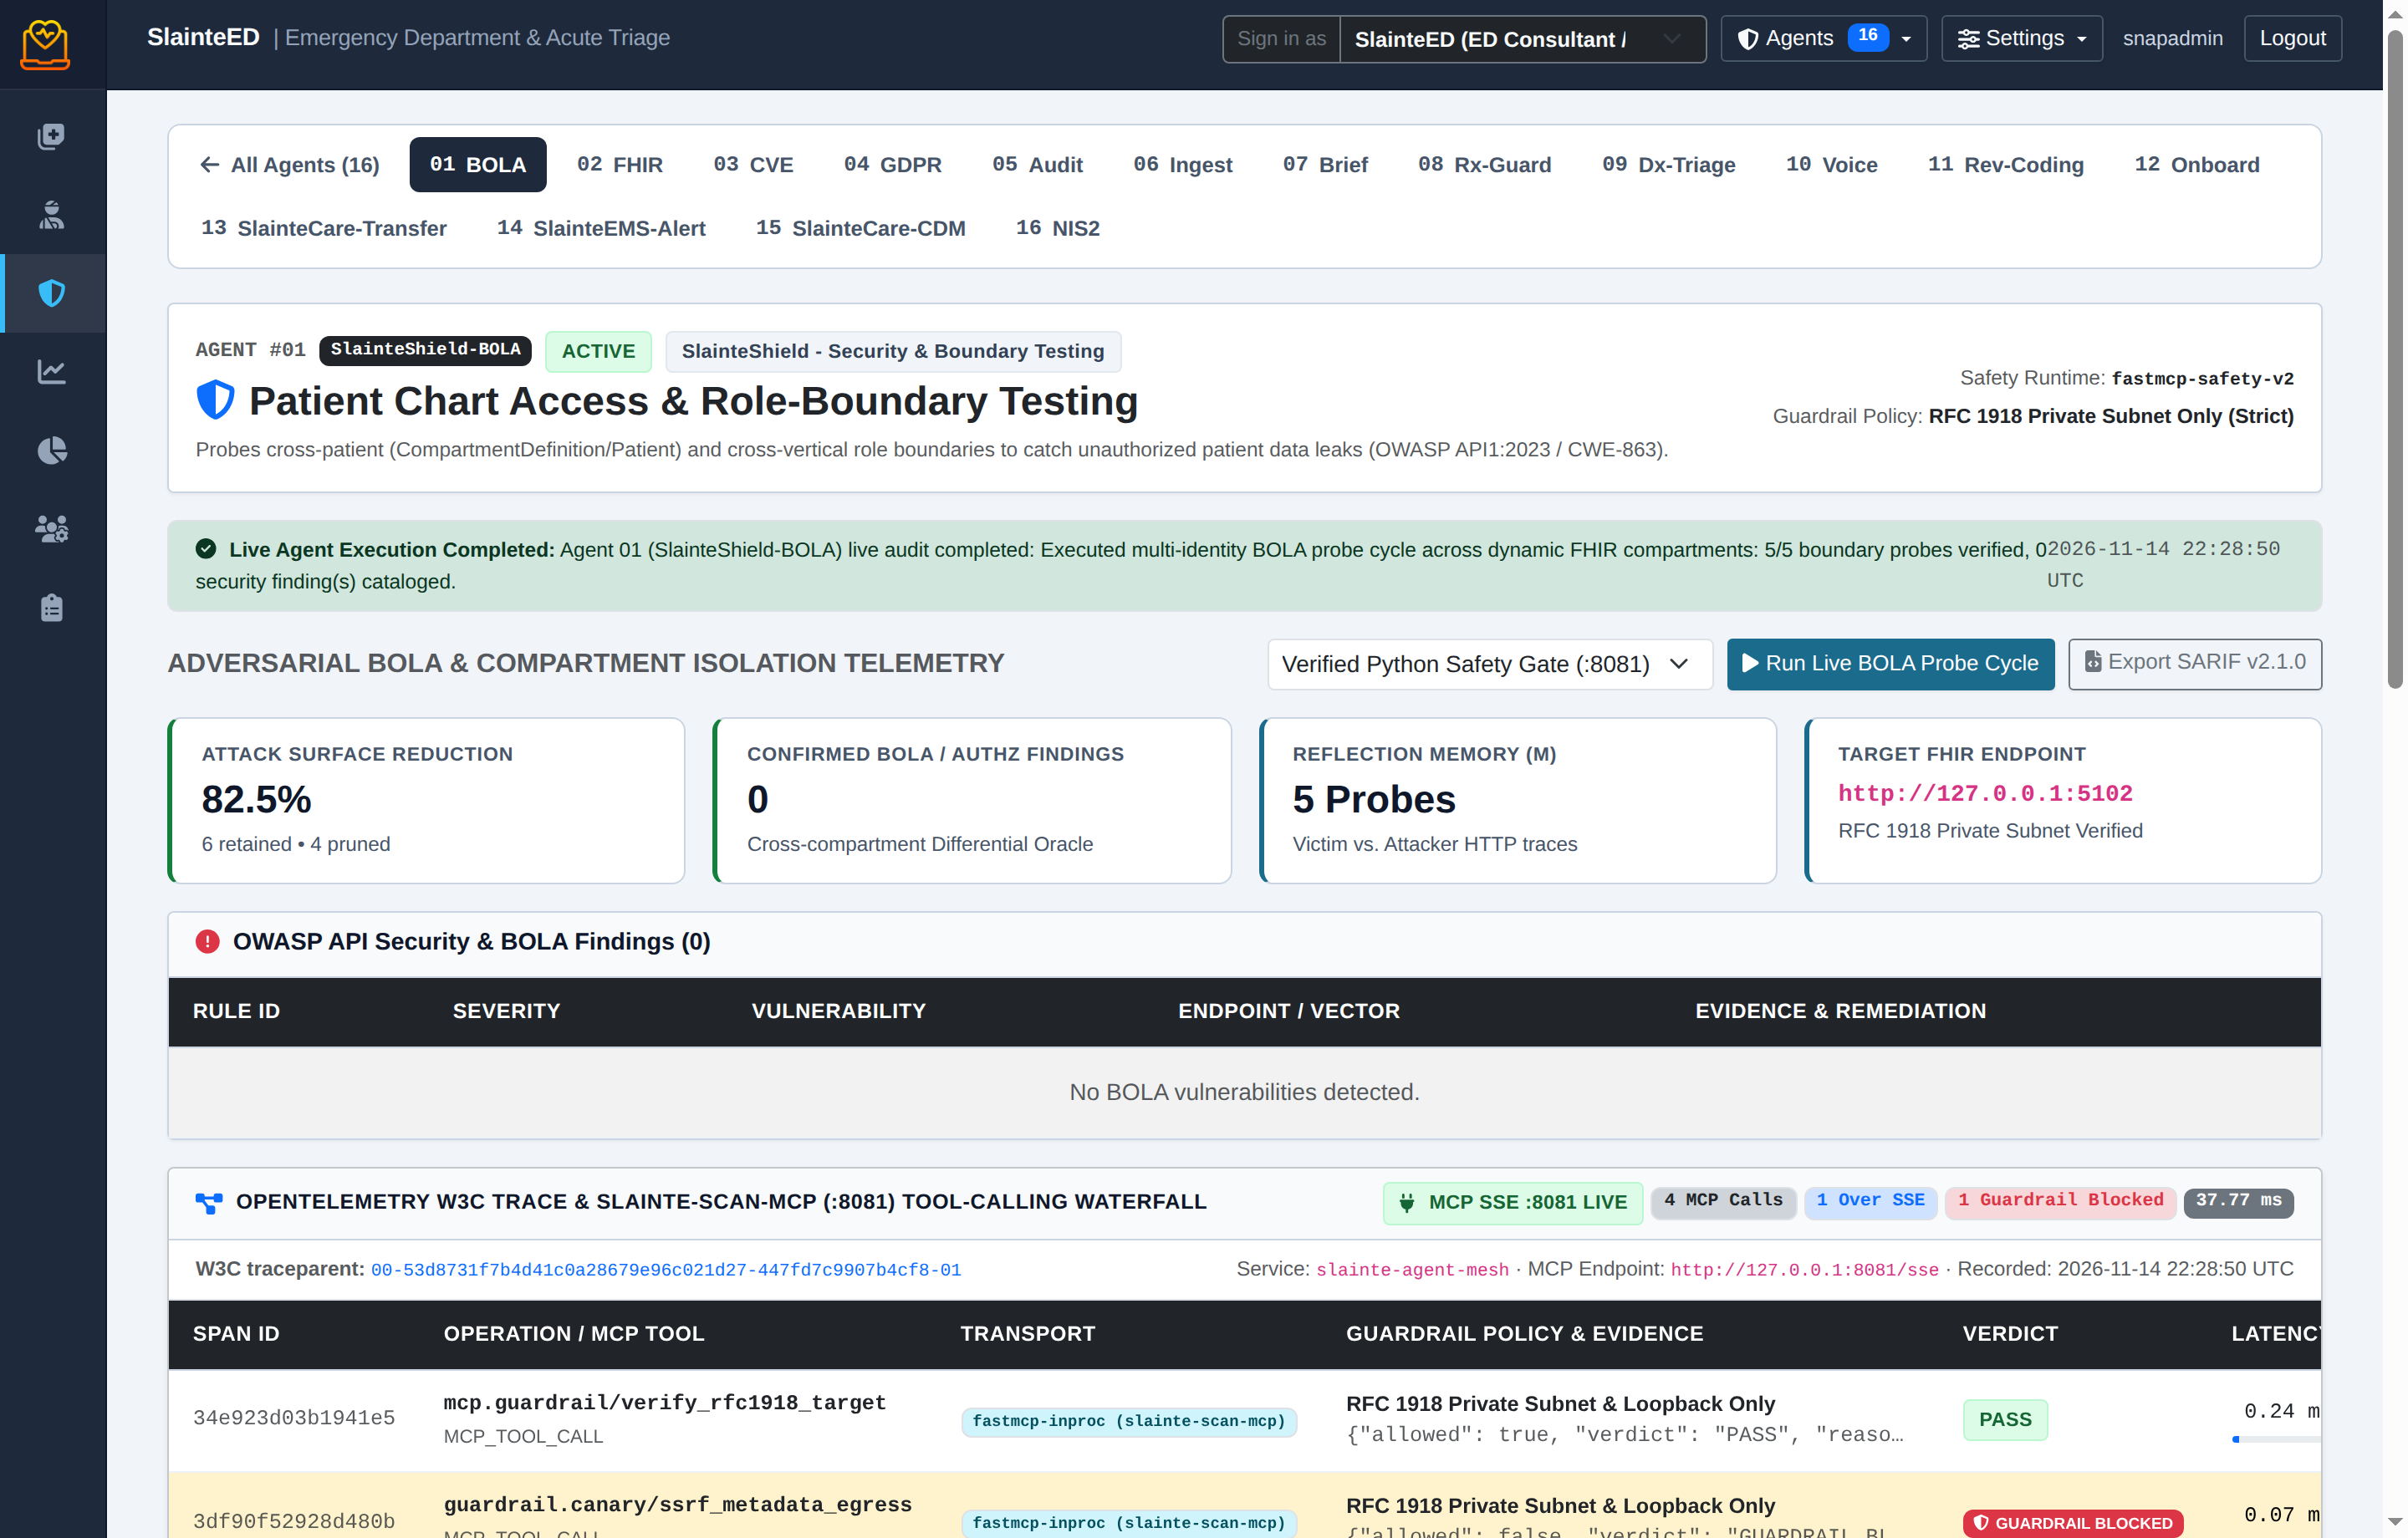 SlainteED | Emergency Department & Acute Triage
Sign in as SlainteED (ED Consultant /
Agents 16
Settings
snapadmin
Logout
All Agents (16)
01 BOLA
02 FHIR
03 CVE
04 GDPR
05 Audit
06 Ingest
07 Brief
08 Rx-Guard
09 Dx-Triage
10 Voice
11 Rev-Coding
12 Onboard
13 SlainteCare-Transfer
14 SlainteEMS-Alert
15 SlainteCare-CDM
16 NIS2
AGENT #01 SlainteShield-BOLA ACTIVE SlainteShield - Security & Boundary Testing
Patient Chart Access & Role-Boundary Testing
Probes cross-patient (CompartmentDefinition/Patient) and cross-vertical role boundaries to catch unauthorized patient data leaks (OWASP API1:2023 / CWE-863).
Safety Runtime: fastmcp-safety-v2
Guardrail Policy: RFC 1918 Private Subnet Only (Strict)
Live Agent Execution Completed: Agent 01 (SlainteShield-BOLA) live audit completed: Executed multi-identity BOLA probe cycle across dynamic FHIR compartments: 5/5 boundary probes verified, 0
security finding(s) cataloged.
2026-11-14 22:28:50
UTC
ADVERSARIAL BOLA & COMPARTMENT ISOLATION TELEMETRY
Verified Python Safety Gate (:8081)
Run Live BOLA Probe Cycle
Export SARIF v2.1.0
ATTACK SURFACE REDUCTION
82.5%
6 retained • 4 pruned
CONFIRMED BOLA / AUTHZ FINDINGS
0
Cross-compartment Differential Oracle
REFLECTION MEMORY (M)
5 Probes
Victim vs. Attacker HTTP traces
TARGET FHIR ENDPOINT
http://127.0.0.1:5102
RFC 1918 Private Subnet Verified
OWASP API Security & BOLA Findings (0)
RULE ID SEVERITY VULNERABILITY ENDPOINT / VECTOR EVIDENCE & REMEDIATION
No BOLA vulnerabilities detected.
OPENTELEMETRY W3C TRACE & SLAINTE-SCAN-MCP (:8081) TOOL-CALLING WATERFALL
MCP SSE :8081 LIVE
4 MCP Calls
1 Over SSE
1 Guardrail Blocked
37.77 ms
W3C traceparent: 00-53d8731f7b4d41c0a28679e96c021d27-447fd7c9907b4cf8-01
Service: slainte-agent-mesh · MCP Endpoint: http://127.0.0.1:8081/sse · Recorded: 2026-11-14 22:28:50 UTC
SPAN ID OPERATION / MCP TOOL TRANSPORT GUARDRAIL POLICY & EVIDENCE VERDICT LATENCY
34e923d03b1941e5
mcp.guardrail/verify_rfc1918_target
MCP_TOOL_CALL
fastmcp-inproc (slainte-scan-mcp)
RFC 1918 Private Subnet & Loopback Only
{"allowed": true, "verdict": "PASS", "reaso…
PASS
0.24 m
3df90f52928d480b
guardrail.canary/ssrf_metadata_egress
MCP_TOOL_CALL
fastmcp-inproc (slainte-scan-mcp)
RFC 1918 Private Subnet & Loopback Only
{"allowed": false, "verdict": "GUARDRAIL_BL
GUARDRAIL BLOCKED
0.07 m